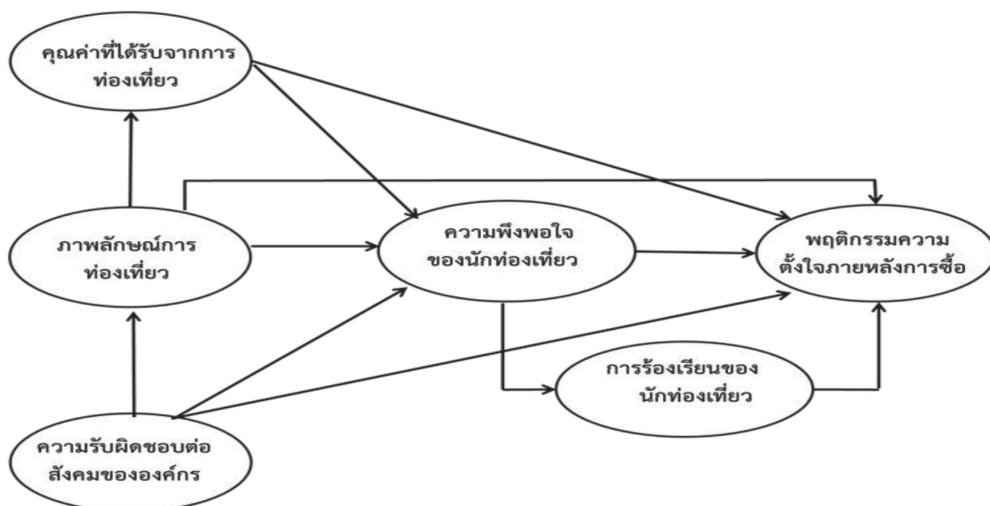 คุณค่าที่ได้รับจากการ
ท่องเที่ยว
ภาพลักษณ์การ
ท่องเที่ยว
ความพึงพอใจ
ของนักท่องเที่ยว
พฤติกรรมความ
ตั้งใจภายหลังการซื้อ
การร้องเรียนของ
นักท่องเที่ยว
ความรับผิดชอบต่อ
สังคมขององค์กร